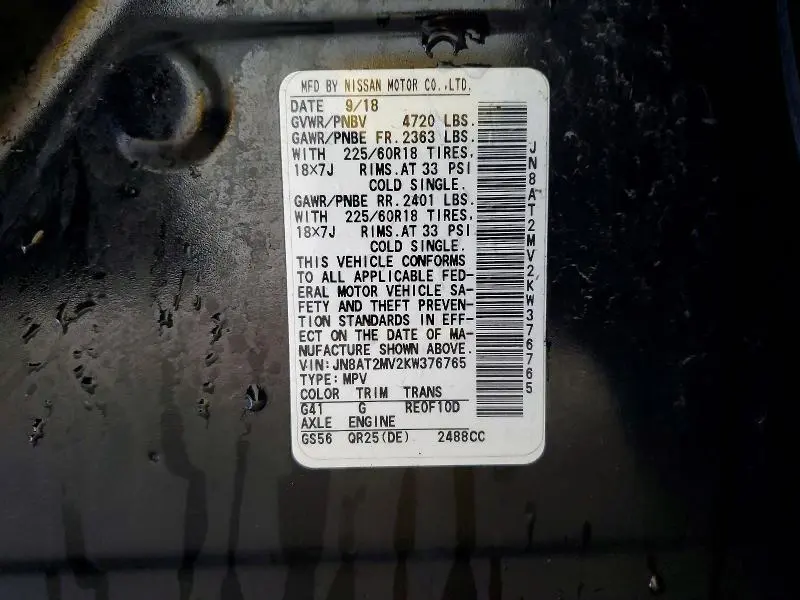 MFD BY NISSAN MOTOR CO.,LTD.
DATE 9/18
GVWR/PNBV 4720 LBS.
GAWR/PNBE FR. 2363 LBS.
WITH 225/60R18 TIRES,
18×7J RIMS.AT 33 PSI
COLD SINGLE.
GAWR/PNBE RR. 2401 LBS.
WITH 225/60R18 TIRES,
18×7J RIMS.AT 33 PSI
COLD SINGLE.
THIS VEHICLE CONFORMS
TO ALL APPLICABLE FED-
ERAL MOTOR VEHICLE SA-
FETY AND THEFT PREVEN-
TION STANDARDS IN EFF-
ECT ON THE DATE OF MA-
NUFACTURE SHOWN ABOVE.
VIN:JN8AT2MV2KW376765
TYPE:MPV
COLOR TRIM TRANS
G41 G RE0F10D
AXLE ENGINE
GS56 QR25(DE) 2488CC
JN8AT2MV2KW376765